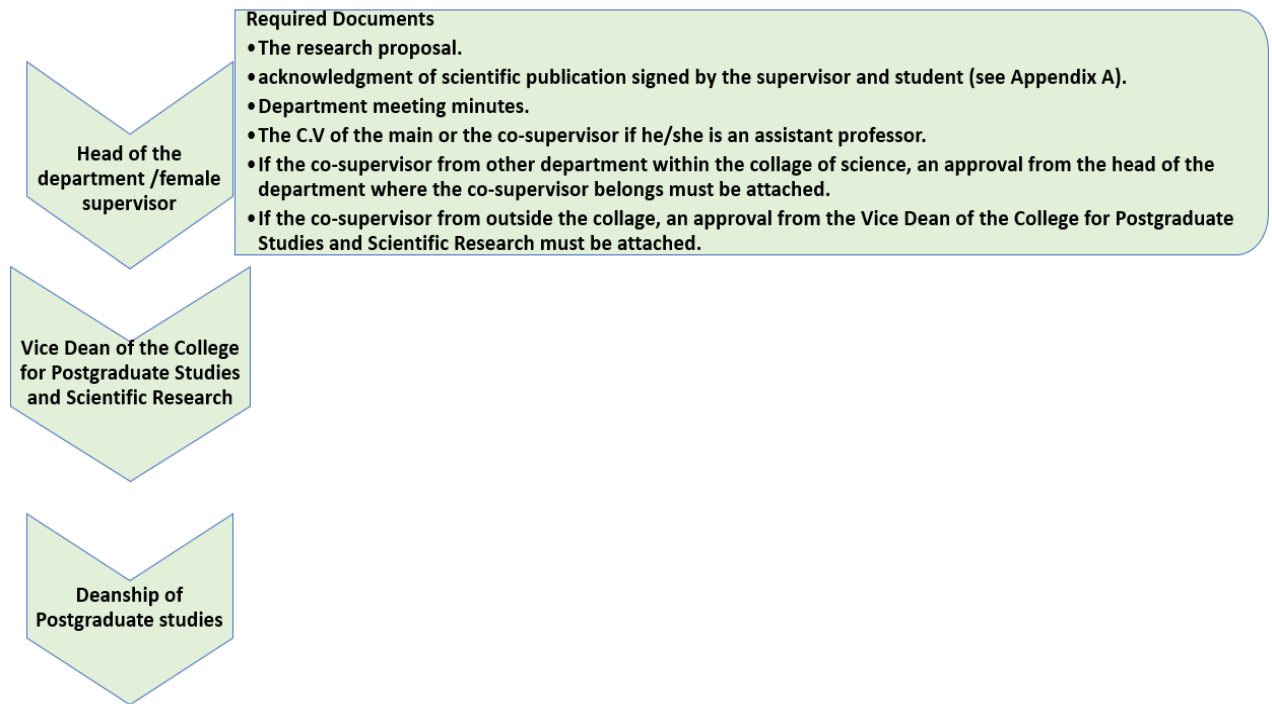 Required Documents
•The research proposal.
•acknowledgment of scientific publication signed by the supervisor and student (see Appendix A).
•Department meeting minutes.
•The C.V of the main or the co-supervisor if he/she is an assistant professor.
•If the co-supervisor from other department within the collage of science, an approval from the head of the
department where the co-supervisor belongs must be attached.
•If the co-supervisor from outside the collage, an approval from the Vice Dean of the College for Postgraduate
Studies and Scientific Research must be attached.
Head of the
department /female
supervisor
Vice Dean of the College
for Postgraduate Studies
and Scientific Research
Deanship of
Postgraduate studies